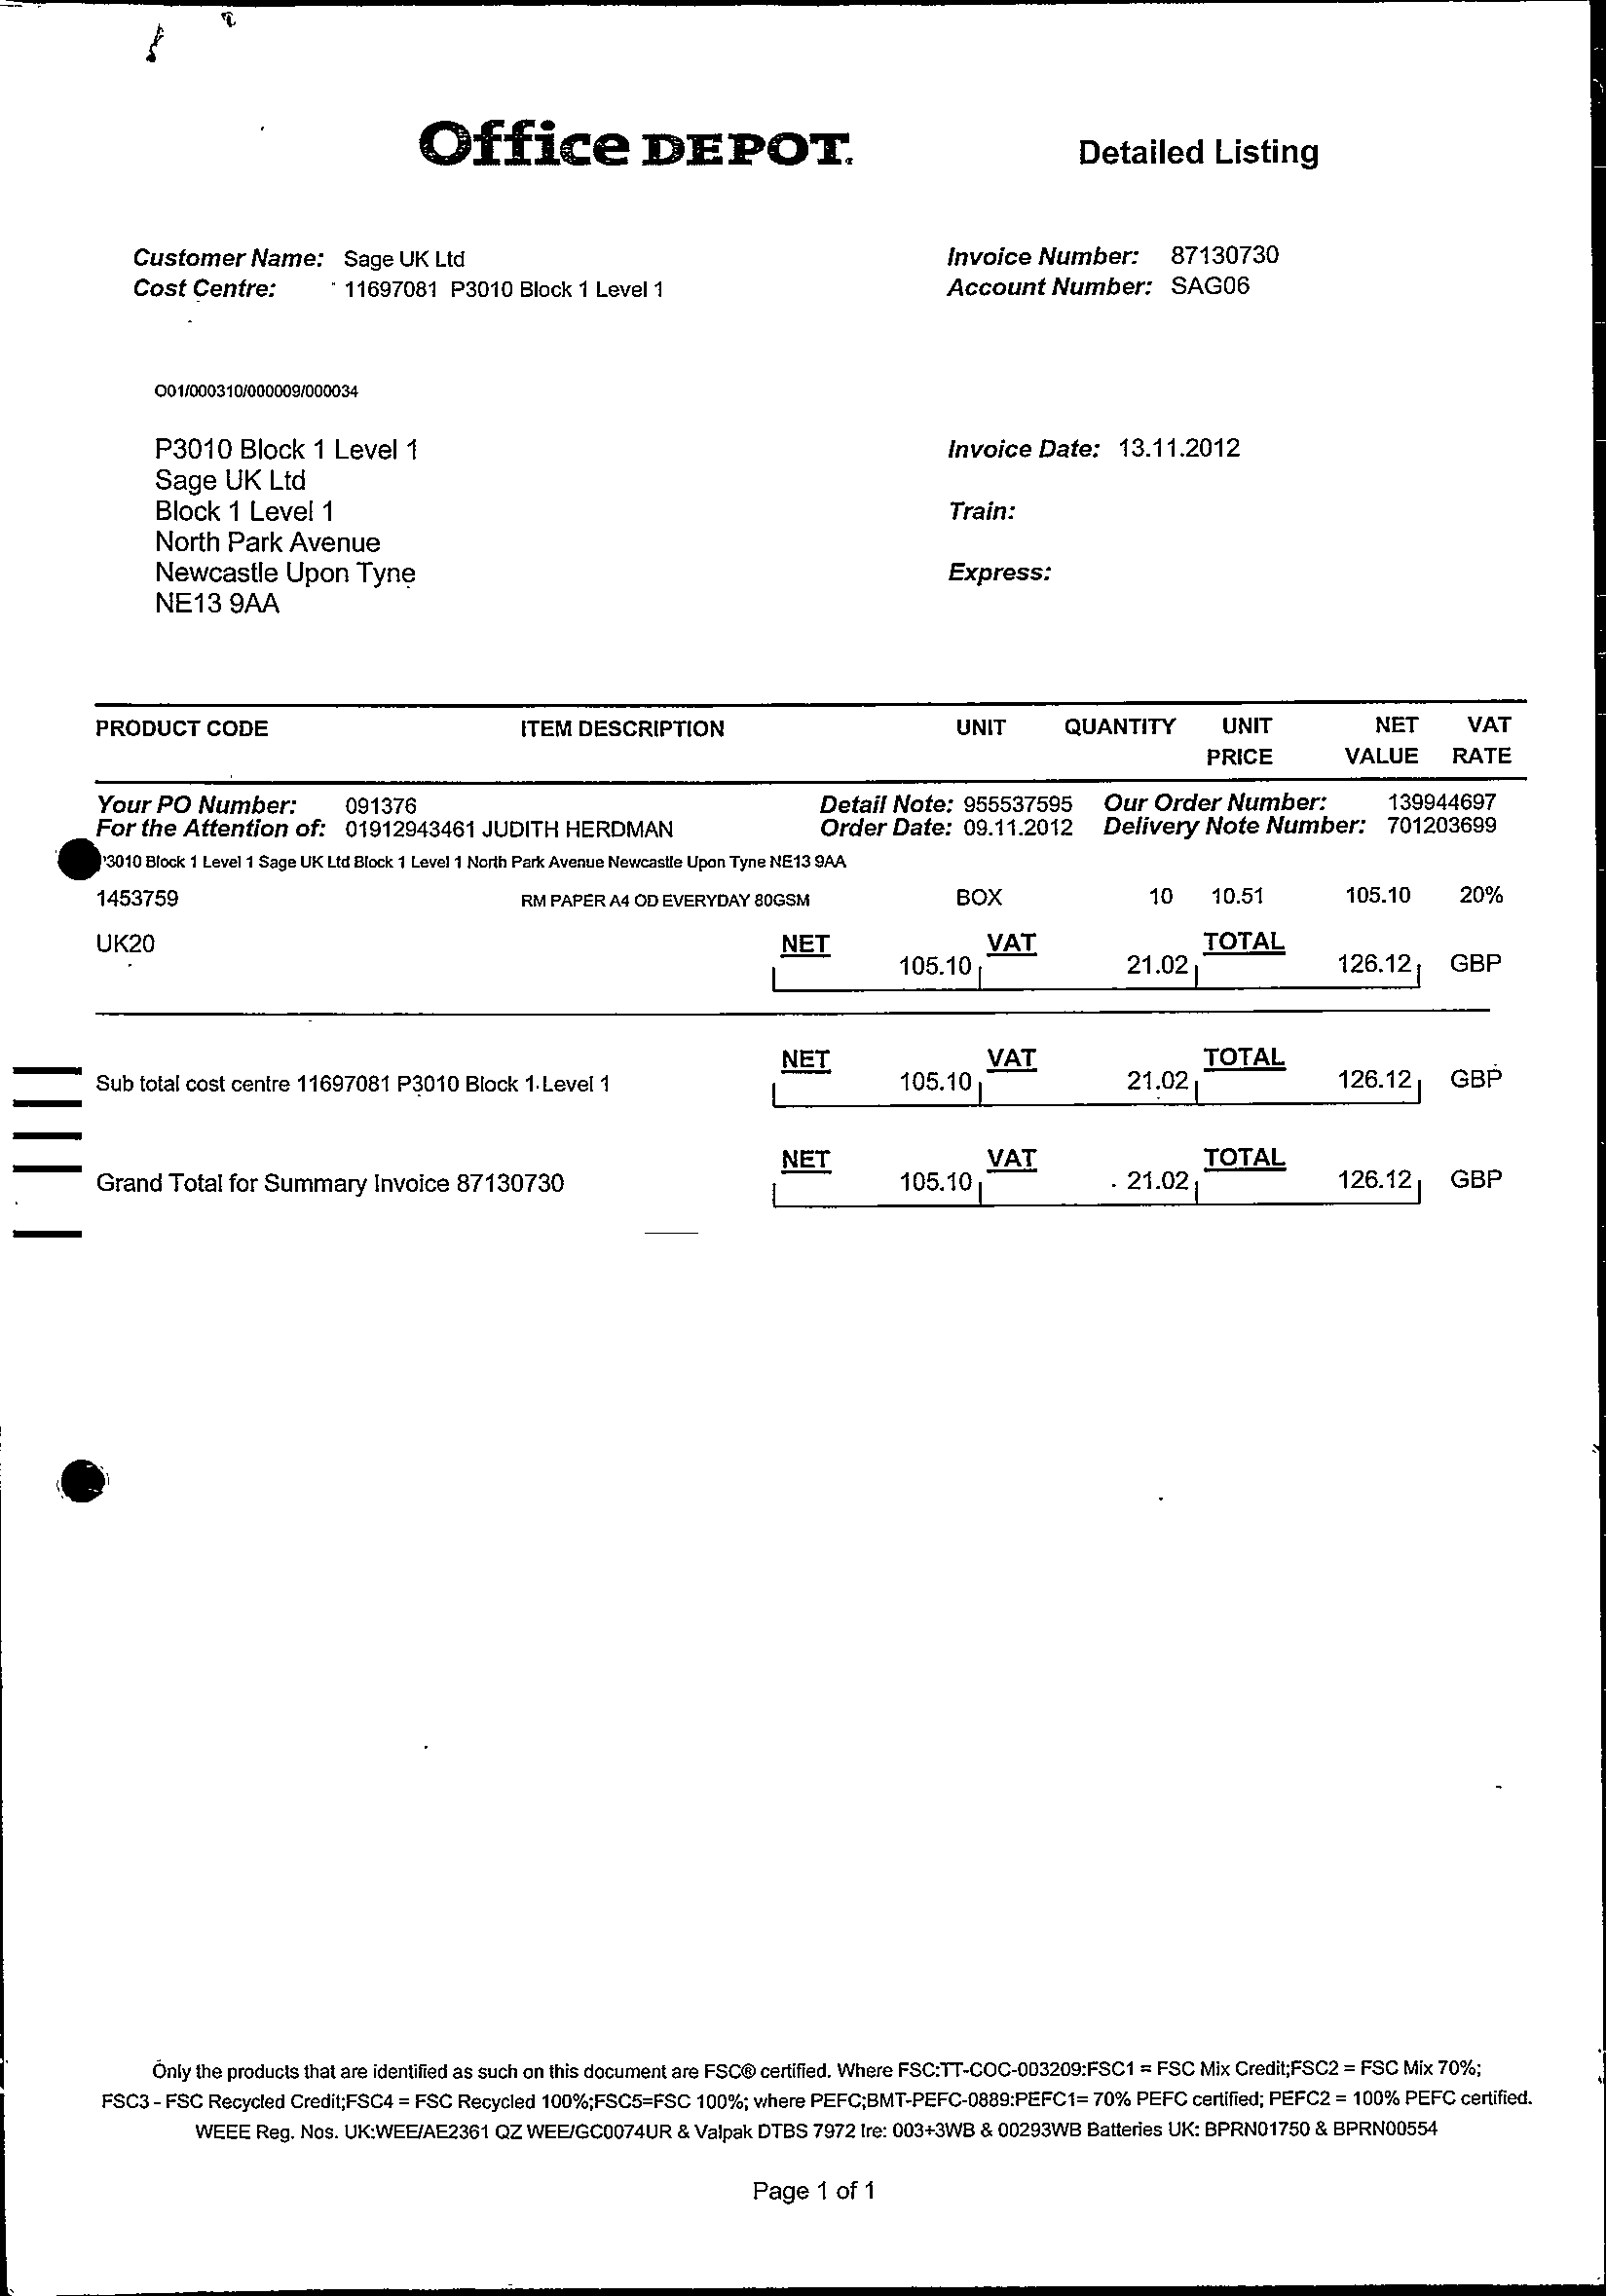 Office DEPOT.
Detailed Listing
Customer Name: Sage UK Ltd
Invoice Number: 87130730
Cost Centre: 11697081 P3010 Block 1 Level 1
Account Number: SAG06
O01/000310/000009/000034
P3010 Block 1 Level 1
Invoice Date: 13.11.2012
Sage UK Ltd
Block 1 Level 1
Train:
North Park Avenue
Newcastle Upon Tyne
Express:
NE13 9AA
PRODUCT CODE ITEM DESCRIPTION UNIT QUANTITY UNIT PRICE NET VALUE VAT RATE
Your PO Number: 091376 Detail Note: 955537595 Our Order Number: 139944697
For the Attention of: 01912943461 JUDITH HERDMAN Order Date: 09.11.2012 Delivery Note Number: 701203699
3010 Block 1 Level 1 Sage UK Ltd Block 1 Level 1 North Park Avenue Newcastle Upon Tyne NE13 9AA
1453759 RM PAPER A4 OD EVERYDAY 80GSM BOX 10 10.51 105.10 20%
UK20 NET 105.10 VAT 21.02 TOTAL 126.12 GBP
Sub total cost centre 11697081 P3010 Block 1 Level 1 NET 105.10 VAT 21.02 TOTAL 126.12 GBP
Grand Total for Summary Invoice 87130730 NET 105.10 VAT 21.02 TOTAL 126.12 GBP
Only the products that are identified as such on this document are FSC® certified. Where FSC:TT-COC-003209:FSC1 = FSC Mix Credit;FSC2 = FSC Mix 70%;
FSC3 - FSC Recycled Credit;FSC4 = FSC Recycled 100%;FSC5=FSC 100%; where PEFC;BMT-PEFC-0889:PEFC1= 70% PEFC certified; PEFC2 = 100% PEFC certified.
WEEE Reg. Nos. UK:WEE/AE2361 QZ WEE/GC0074UR & Valpak DTBS 7972 Ire: 003+3WB & 00293WB Batteries UK: BPRN01750 & BPRN00554
Page 1 of 1